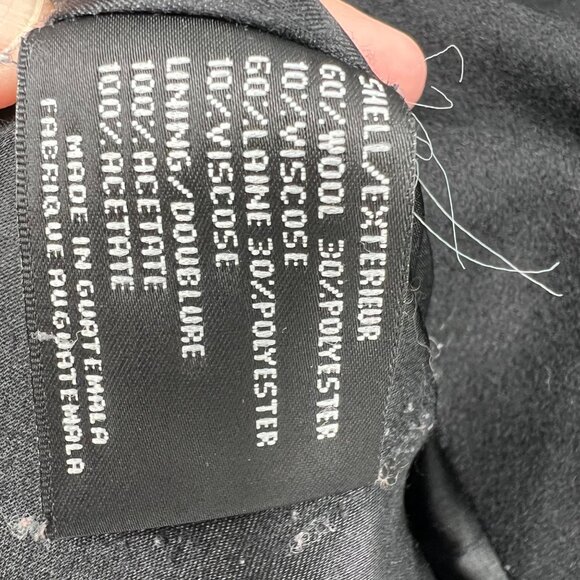 SHELL/EXTERIUR
60%WOOL 30%POLYESTER
10%VISCOSE
60%LAINE 30%POLYESTER
10%VISCOSE
LINING/DOUBLURE
100%ACETATE
100%ACETATE
MADE IN GUATEMALA
FABRIQUE AU GUATEMALA